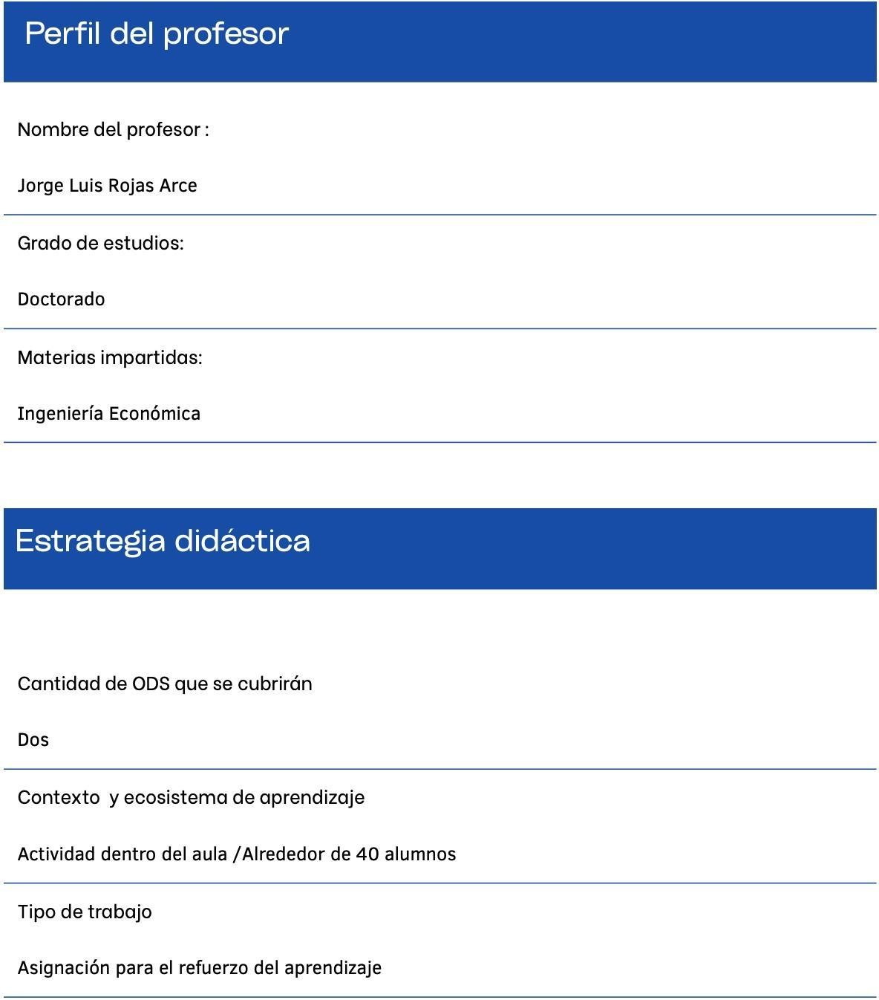 Perfil del profesor
Nombre del profesor :
Jorge Luis Rojas Arce
Grado de estudios:
Doctorado
Materias impartidas:
Ingeniería Económica
Estrategia didáctica
Cantidad de ODS que se cubrirán
Dos
Contexto  y ecosistema de aprendizaje
Actividad dentro del aula /Alrededor de 40 alumnos
Tipo de trabajo
Asignación para el refuerzo del aprendizaje